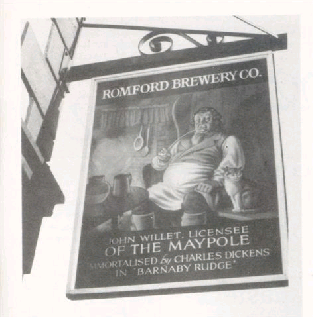 ROMFORD BREWERY CO.
JOHN WILLET, LICENSEE
OF THE MAYPOLE
IMMORTALISED by CHARLES DICKENS
IN "BARNABY RUDGE"